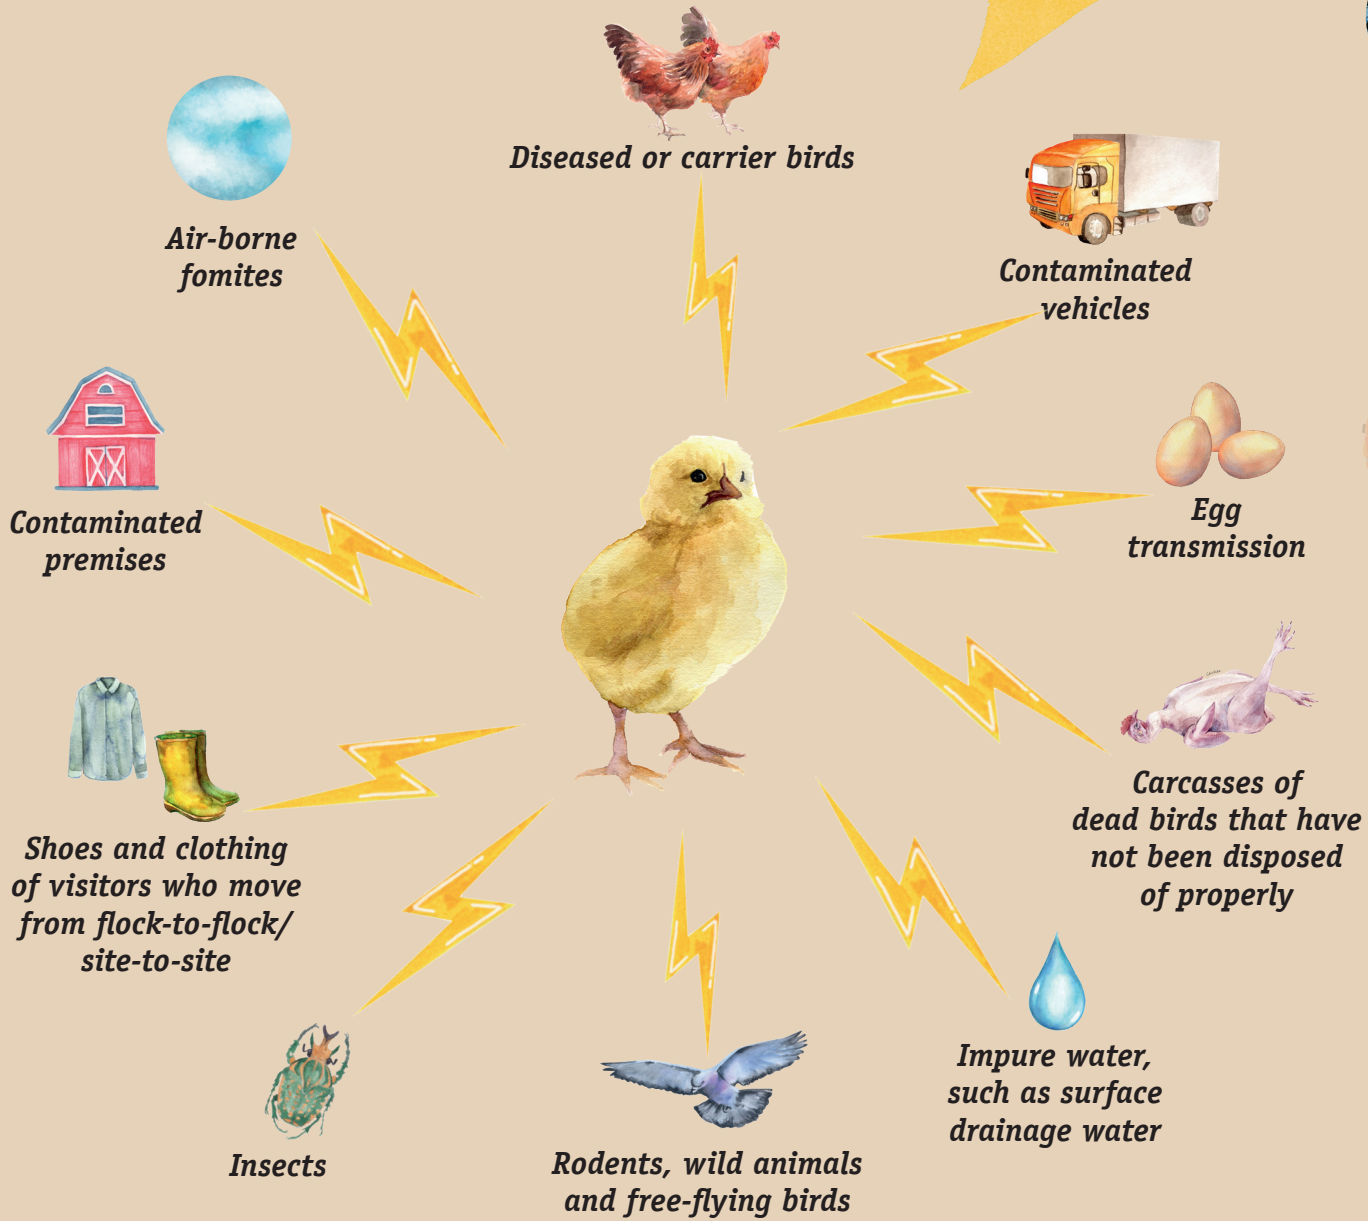 Diseased or carrier birds
Air-borne
fomites
Contaminated
vehicles
Contaminated
premises
Egg
transmission
Carcasses of
dead birds that have
not been disposed
of properly
Shoes and clothing
of visitors who move
from flock-to-flock/
site-to-site
Impure water,
such as surface
drainage water
Insects
Rodents, wild animals
and free-flying birds